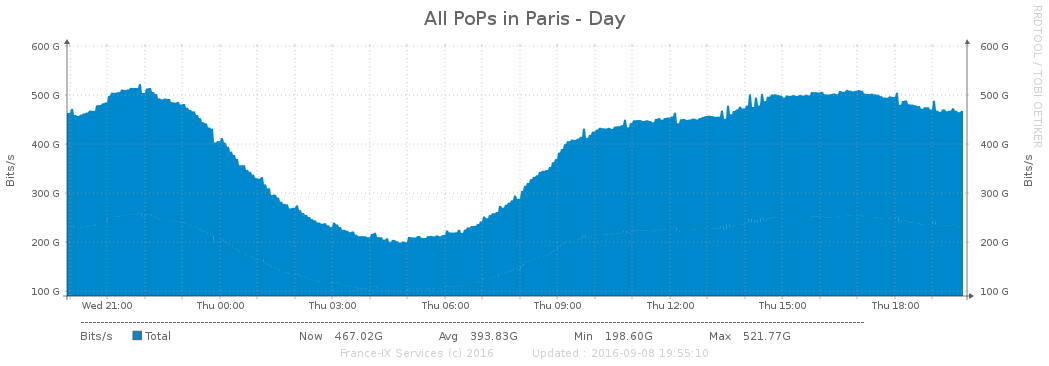 All PoPs in Paris - Day
RRDTOOL / TOBI OETIKER
600 G 600 G
500 G 500 G
400 G 400 G
300 G 300 G
200 G 200 G
100 G 100 G
Bits/s
Bits/s
Wed 21:00 Thu 00:00 Thu 03:00 Thu 06:00 Thu 09:00 Thu 12:00 Thu 15:00 Thu 18:00
Bits/s Total Now 467.02G Avg 393.83G Min 198.60G Max 521.77G
France-IX Services (c) 2016 Updated : 2016-09-08 19:55:10